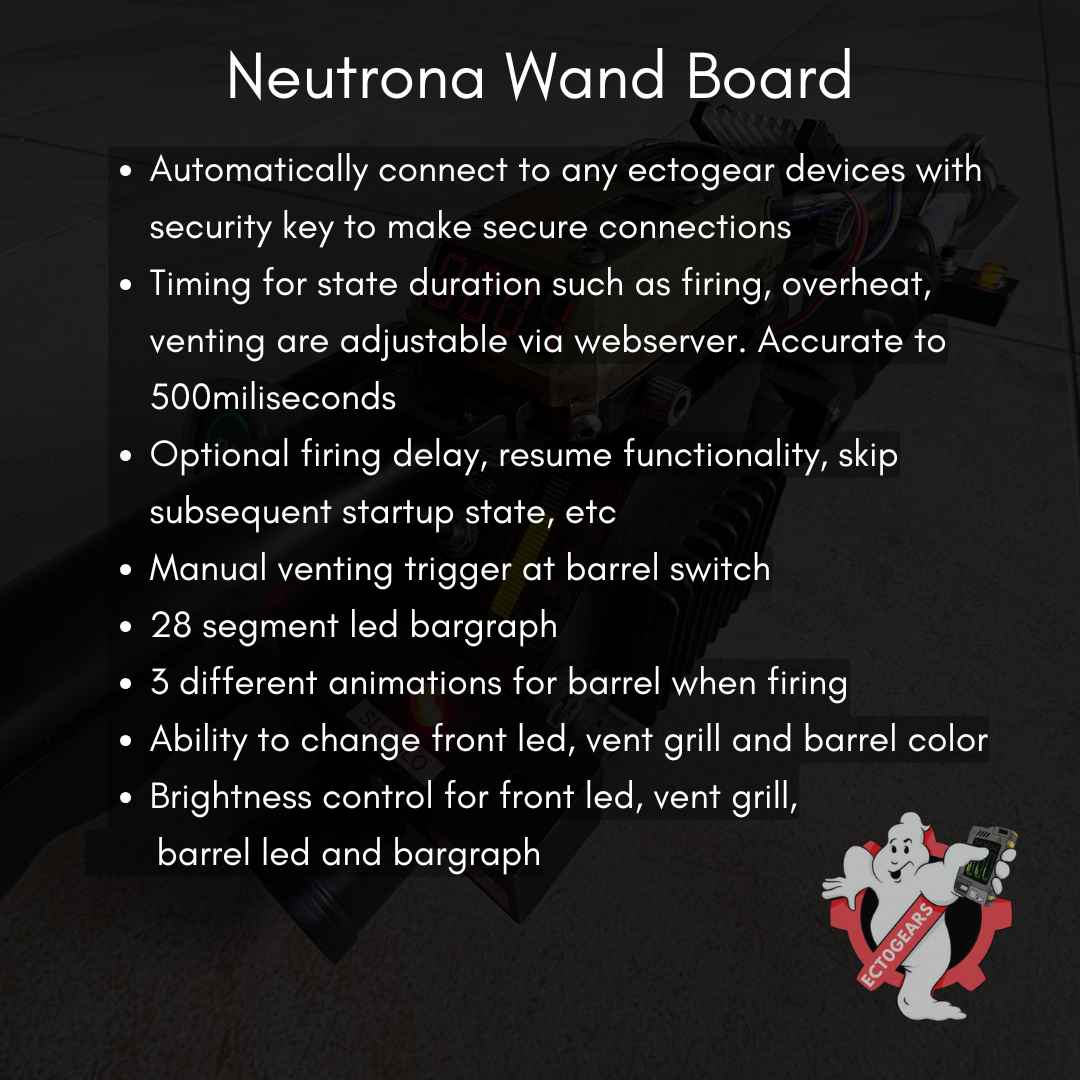 Neutrona Wand Board
• Automatically connect to any ectogear devices with
security key to make secure connections
• Timing for state duration such as firing, overheat,
venting are adjustable via webserver. Accurate to
500miliseconds
• Optional firing delay, resume functionality, skip
subsequent startup state, etc
• Manual venting trigger at barrel switch
• 28 segment led bargraph
• 3 different animations for barrel when firing
• Ability to change front led, vent grill and barrel color
• Brightness control for front led, vent grill,
barrel led and bargraph
ECTOGEARS